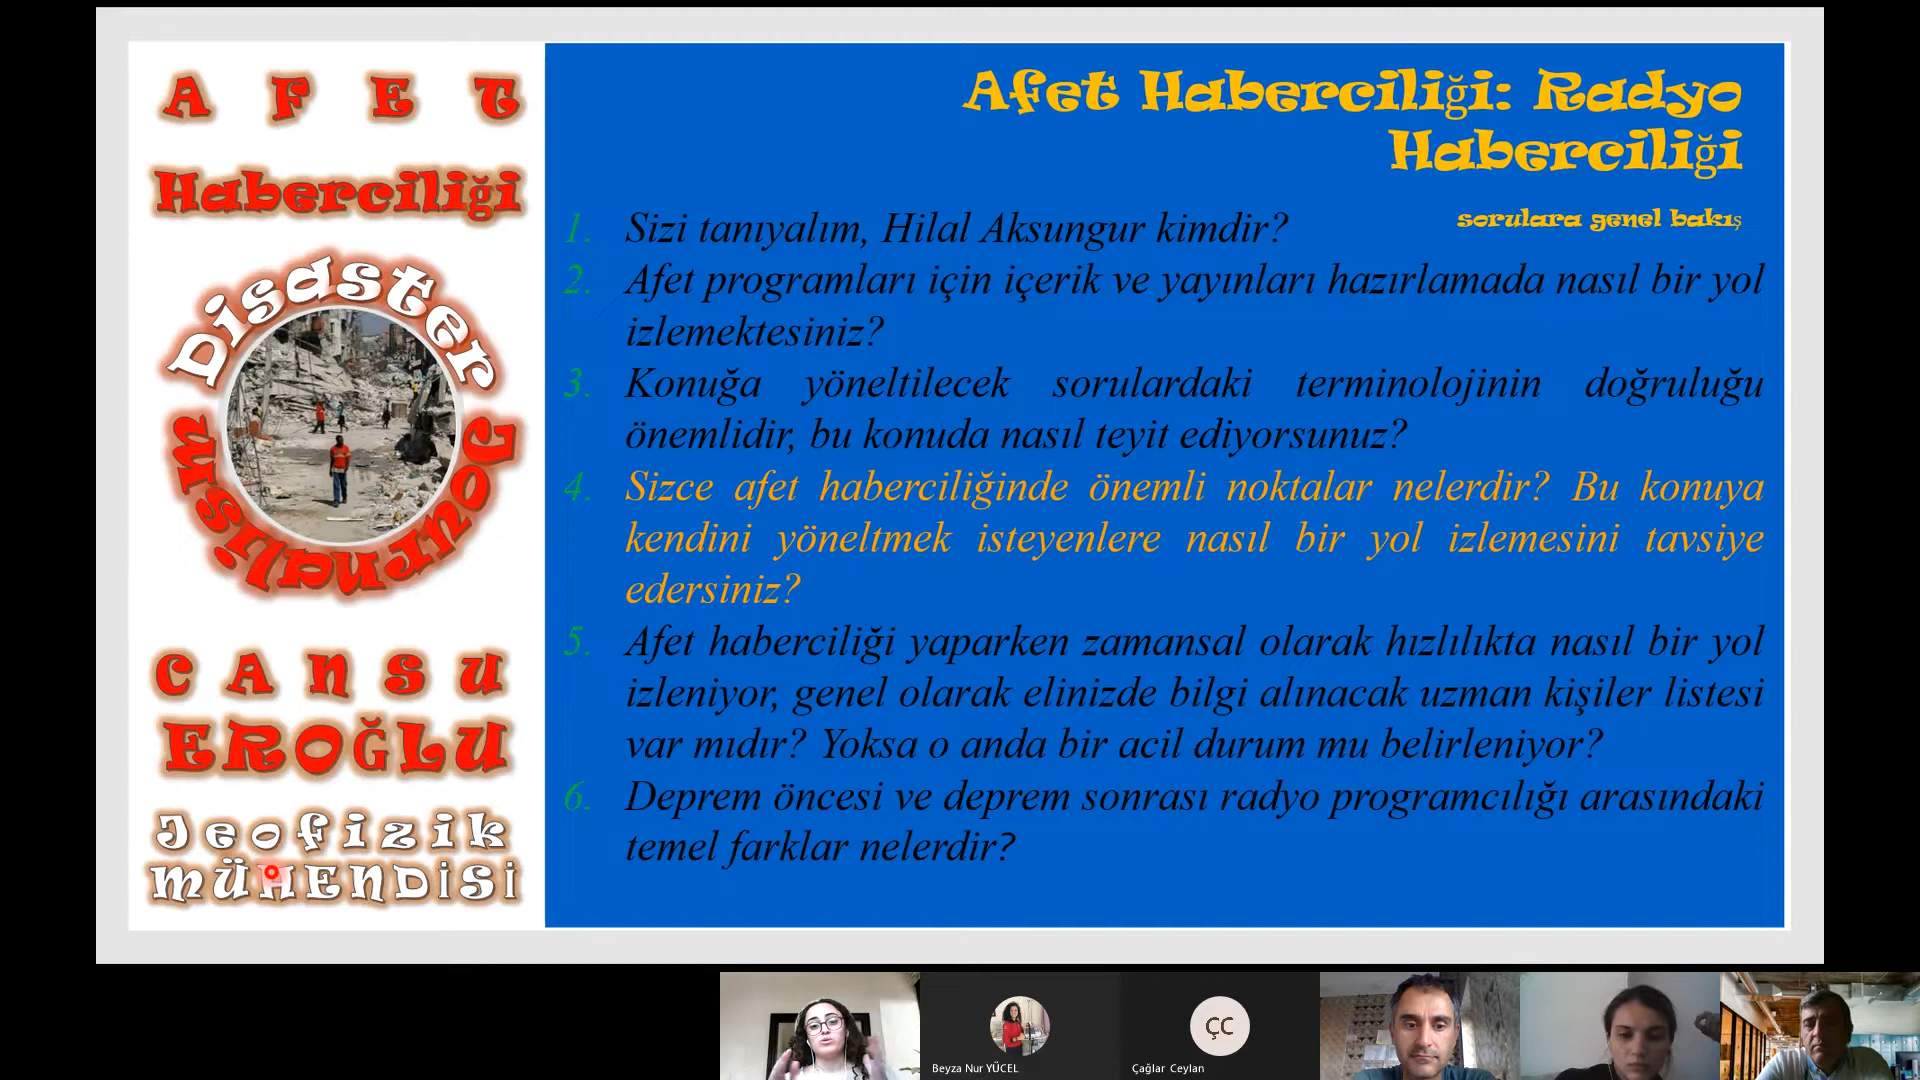 A F E T
Haberciliği
Disaster Journalism
CANSU
EROĞLU
Jeofizik
MÜHENDİSİ
Afet Haberciliği: Radyo
Haberciliği
sorulara genel bakış
1. Sizi tanıyalım, Hilal Aksungur kimdir?
2. Afet programları için içerik ve yayınları hazırlamada nasıl bir yol
izlemektesiniz?
3. Konuğa yöneltilecek sorulardaki terminolojinin doğruluğu
önemlidir, bu konuda nasıl teyit ediyorsunuz?
4. Sizce afet haberciliğinde önemli noktalar nelerdir? Bu konuya
kendini yöneltmek isteyenlere nasıl bir yol izlemesini tavsiye
edersiniz?
5. Afet haberciliği yaparken zamansal olarak hızlılıkta nasıl bir yol
izleniyor, genel olarak elinizde bilgi alınacak uzman kişiler listesi
var mıdır? Yoksa o anda bir acil durum mu belirleniyor?
6. Deprem öncesi ve deprem sonrası radyo programcılığı arasındaki
temel farklar nelerdir?
ÇC
Beyza Nur YÜCEL
Çağlar Ceylan